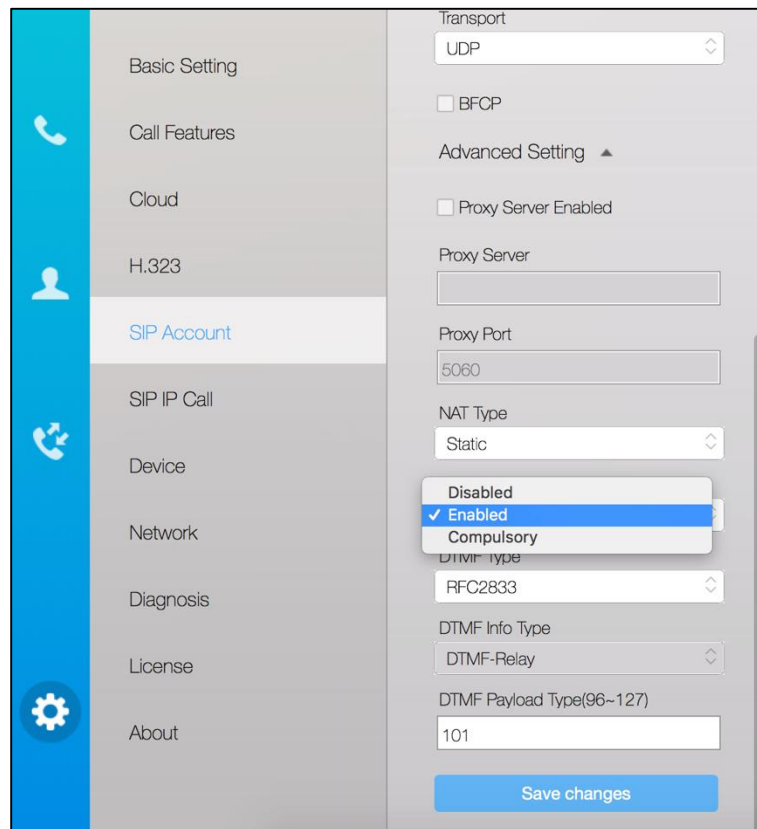 Basic Setting
Call Features
Cloud
H.323
SIP Account
SIP IP Call
Device
Network
Diagnosis
License
About
Transport
UDP
BFCP
Advanced Setting
Proxy Server Enabled
Proxy Server
Proxy Port
5060
NAT Type
Static
Disabled
Enabled
Compulsory
DTMF Type
RFC2833
DTMF Info Type
DTMF-Relay
DTMF Payload Type(96~127)
101
Save changes